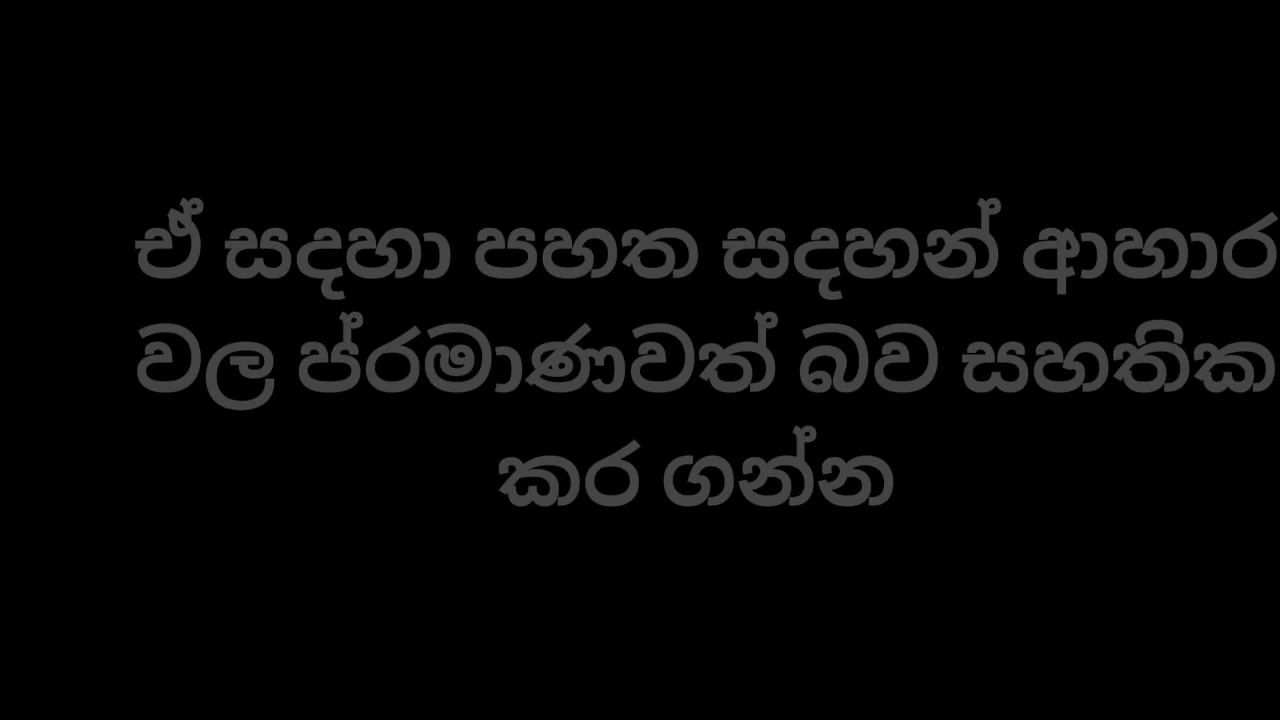 ඒ සදහා පහත සදහන් ආහාර
වල ප්රමාණවත් බව සහතික
කර ගන්න